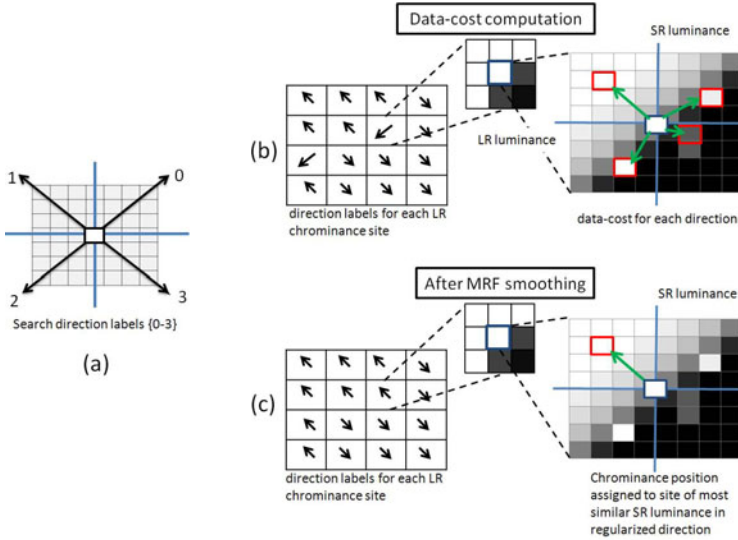 Data-cost computation
SR luminance
(b)
LR luminance
direction labels for each LR
chrominance site
data-cost for each direction
1
0
2
3
Search direction labels {0-3}
(a)
After MRF smoothing
SR luminance
(c)
direction labels for each LR
chrominance site
Chrominance position
assigned to site of most
similar SR luminance in
regularized direction